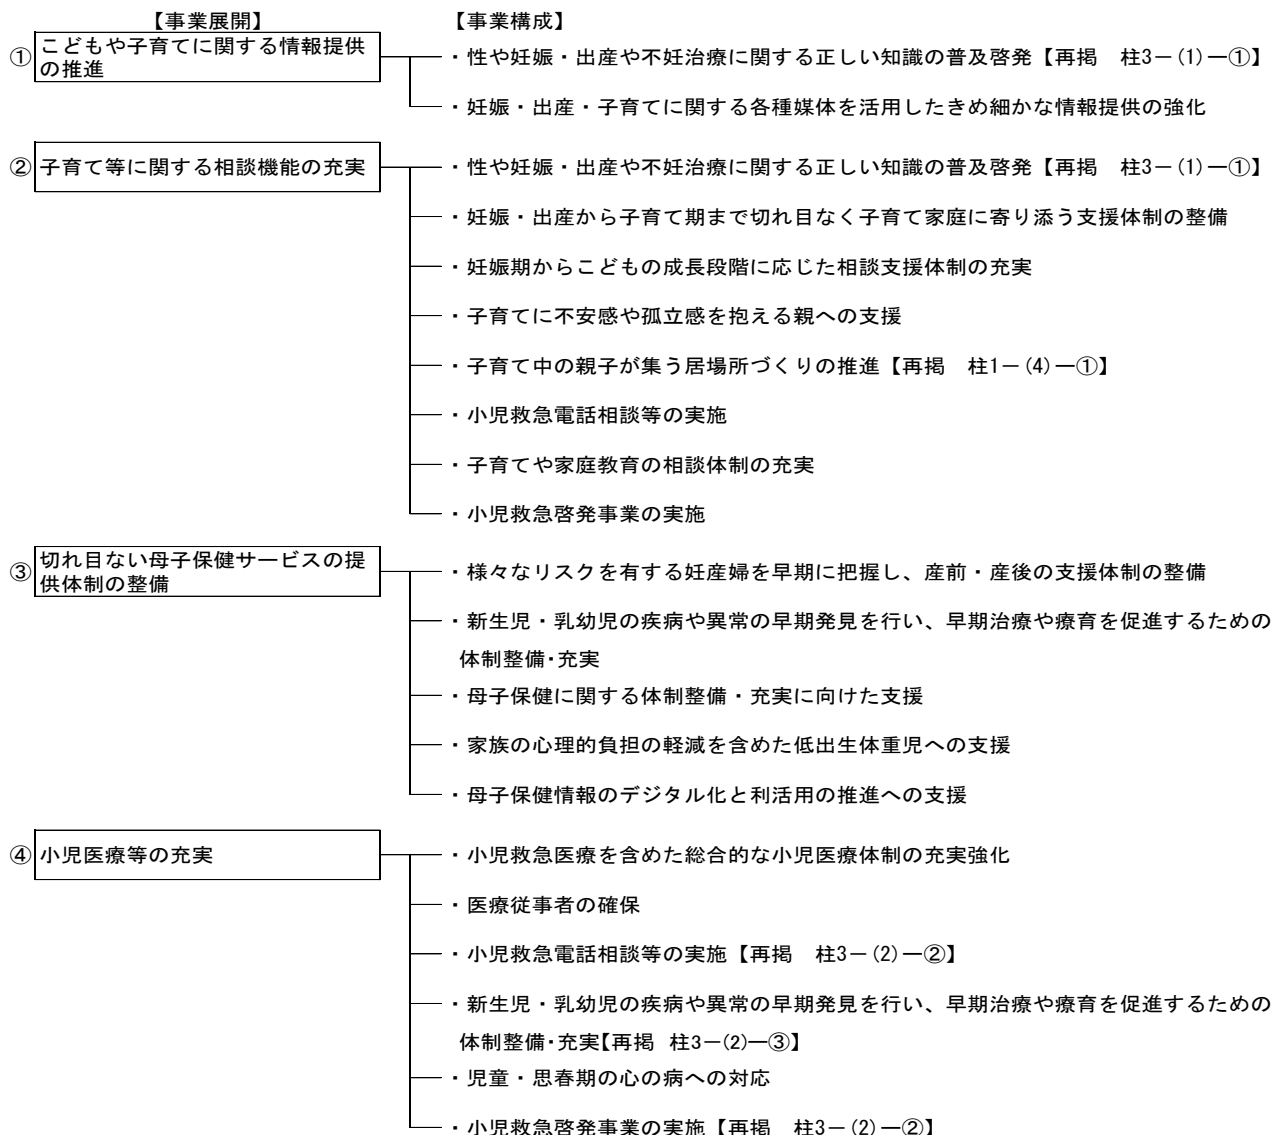 【事業展開】 【事業構成】
① こどもや子育てに関する情報提供
の推進
・性や妊娠・出産や不妊治療に関する正しい知識の普及啓発【再掲　柱3－(1)－①】
・妊娠・出産・子育てに関する各種媒体を活用したきめ細かな情報提供の強化
② 子育て等に関する相談機能の充実
・性や妊娠・出産や不妊治療に関する正しい知識の普及啓発【再掲　柱3－(1)－①】
・妊娠・出産から子育て期まで切れ目なく子育て家庭に寄り添う支援体制の整備
・妊娠期からこどもの成長段階に応じた相談支援体制の充実
・子育てに不安感や孤立感を抱える親への支援
・子育て中の親子が集う居場所づくりの推進【再掲　柱1－(4)－①】
・小児救急電話相談等の実施
・子育てや家庭教育の相談体制の充実
・小児救急啓発事業の実施
③ 切れ目ない母子保健サービスの提
供体制の整備
・様々なリスクを有する妊産婦を早期に把握し、産前・産後の支援体制の整備
・新生児・乳幼児の疾病や異常の早期発見を行い、早期治療や療育を促進するための
体制整備・充実
・母子保健に関する体制整備・充実に向けた支援
・家族の心理的負担の軽減を含めた低出生体重児への支援
・母子保健情報のデジタル化と利活用の推進への支援
④ 小児医療等の充実
・小児救急医療を含めた総合的な小児医療体制の充実強化
・医療従事者の確保
・小児救急電話相談等の実施【再掲　柱3－(2)－②】
・新生児・乳幼児の疾病や異常の早期発見を行い、早期治療や療育を促進するための
体制整備・充実【再掲　柱3－(2)－③】
・児童・思春期の心の病への対応
・小児救急啓発事業の実施【再掲　柱3－(2)－②】